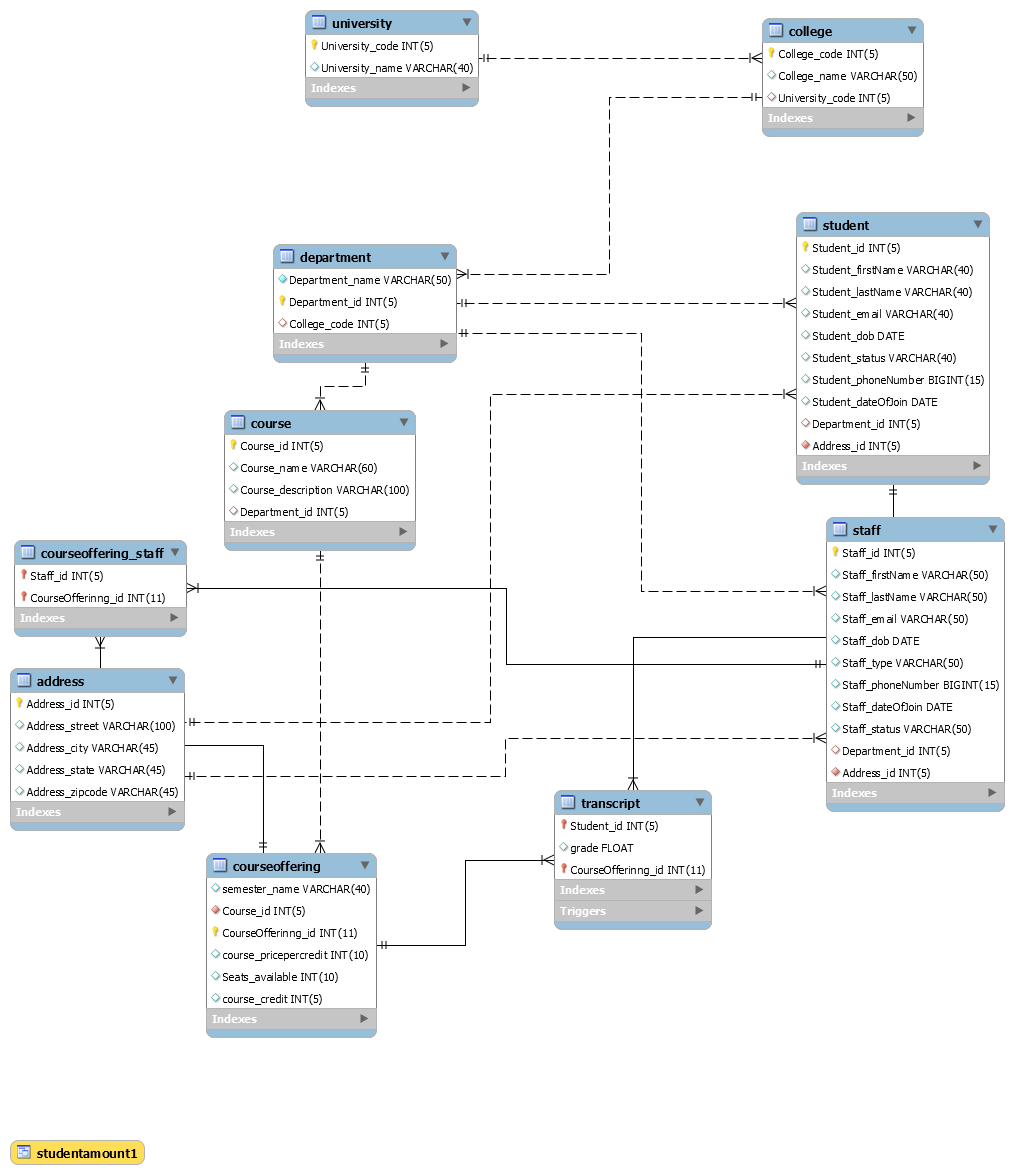 university
University_code INT(5)
University_name VARCHAR(40)
Indexes
college
College_code INT(5)
College_name VARCHAR(50)
University_code INT(5)
Indexes
department
Department_name VARCHAR(50)
Department_id INT(5)
College_code INT(5)
Indexes
student
Student_id INT(5)
Student_firstName VARCHAR(40)
Student_lastName VARCHAR(40)
Student_email VARCHAR(40)
Student_dob DATE
Student_status VARCHAR(40)
Student_phoneNumber BIGINT(15)
Student_dateOfJoin DATE
Department_id INT(5)
Address_id INT(5)
Indexes
course
Course_id INT(5)
Course_name VARCHAR(60)
Course_description VARCHAR(100)
Department_id INT(5)
Indexes
courseoffering_staff
Staff_id INT(5)
CourseOfferinng_id INT(11)
Indexes
staff
Staff_id INT(5)
Staff_firstName VARCHAR(50)
Staff_lastName VARCHAR(50)
Staff_email VARCHAR(50)
Staff_dob DATE
Staff_type VARCHAR(50)
Staff_phoneNumber BIGINT(15)
Staff_dateOfJoin DATE
Staff_status VARCHAR(50)
Department_id INT(5)
Address_id INT(5)
Indexes
address
Address_id INT(5)
Address_street VARCHAR(100)
Address_city VARCHAR(45)
Address_state VARCHAR(45)
Address_zipcode VARCHAR(45)
Indexes
transcript
Student_id INT(5)
grade FLOAT
CourseOfferinng_id INT(11)
Indexes
Triggers
courseoffering
semester_name VARCHAR(40)
Course_id INT(5)
CourseOfferinng_id INT(11)
course_pricepercredit INT(10)
Seats_available INT(10)
course_credit INT(5)
Indexes
studentamount1